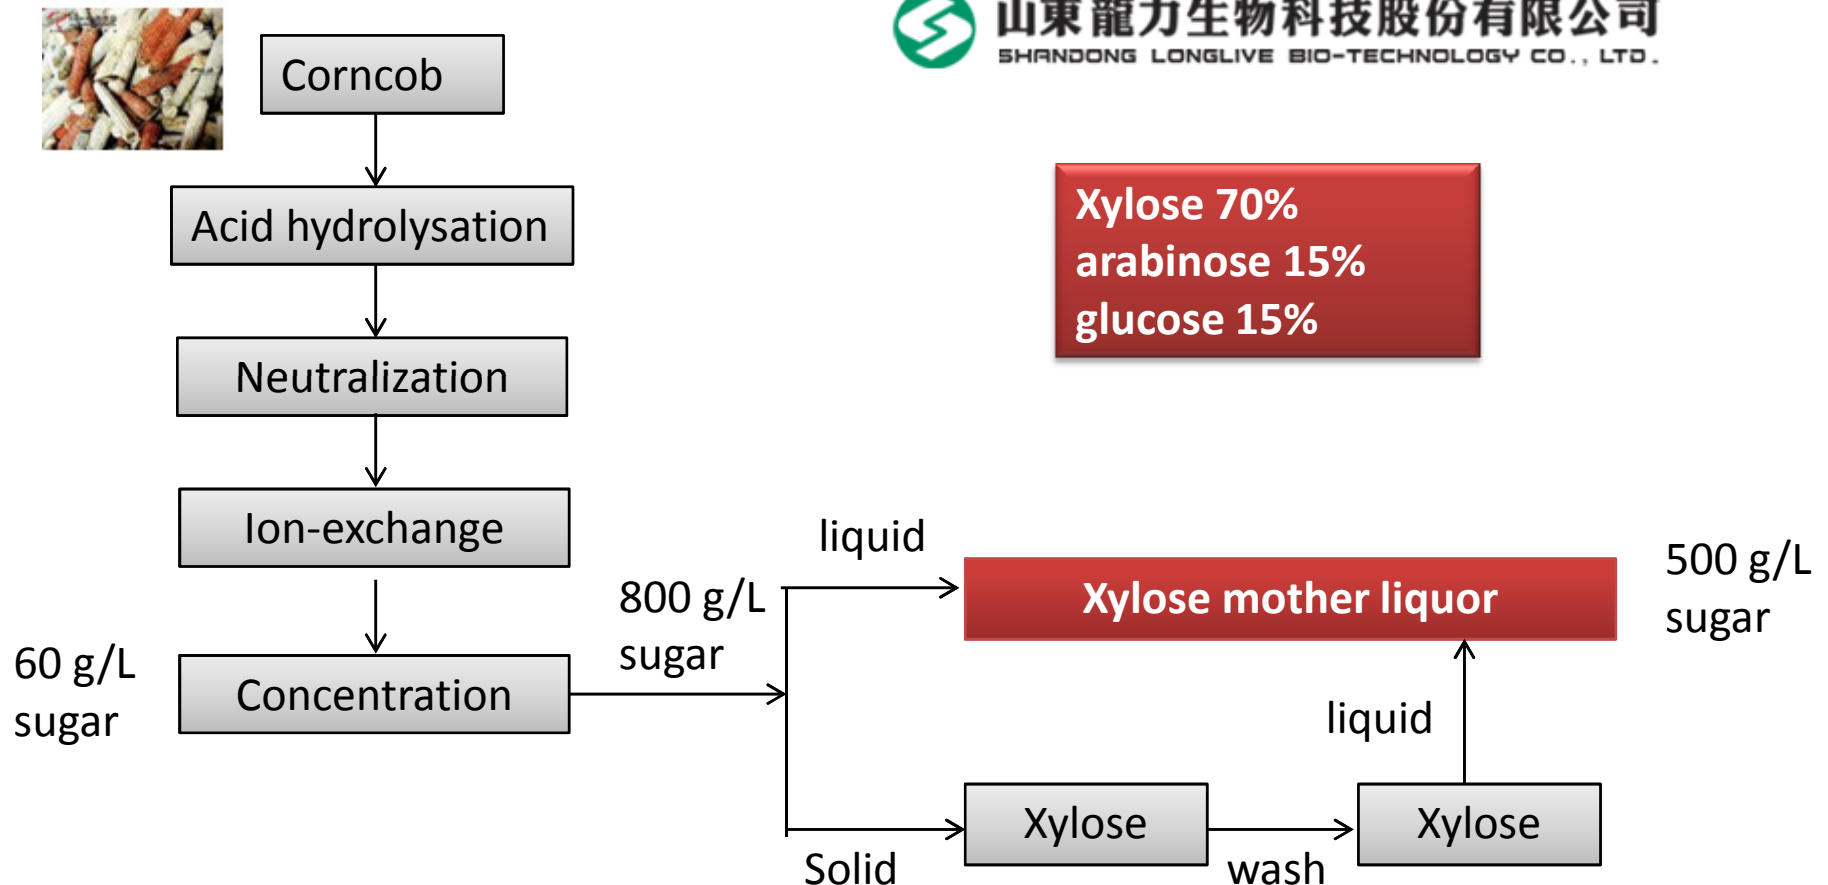 山東龍力生物科技股份有限公司
SHANDONG LONGLIVE BIO-TECHNOLOGY CO., LTD.
Corncob
Acid hydrolysation
Xylose 70%
arabinose 15%
glucose 15%
Neutralization
Ion-exchange
liquid
Xylose mother liquor
500 g/L
sugar
800 g/L
sugar
60 g/L
sugar
Concentration
liquid
Xylose
Xylose
Solid
wash